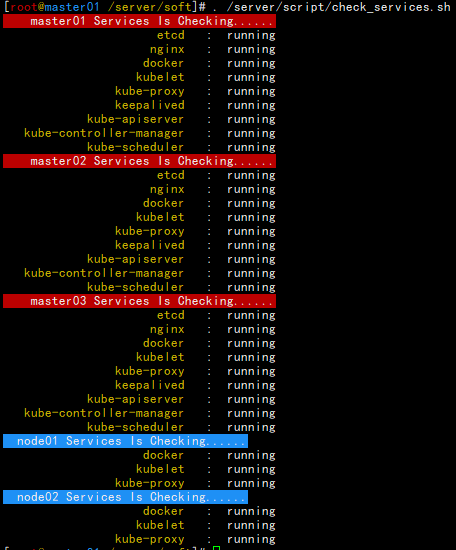 [root@master01 /server/soft]# . /server/script/check_services.sh
master01 Services Is Checking......
etcd : running
nginx : running
docker : running
kubelet : running
kube-proxy : running
keepalived : running
kube-apiserver : running
kube-controller-manager : running
kube-scheduler : running
master02 Services Is Checking......
etcd : running
nginx : running
docker : running
kubelet : running
kube-proxy : running
keepalived : running
kube-apiserver : running
kube-controller-manager : running
kube-scheduler : running
master03 Services Is Checking......
etcd : running
nginx : running
docker : running
kubelet : running
kube-proxy : running
keepalived : running
kube-apiserver : running
kube-controller-manager : running
kube-scheduler : running
node01 Services Is Checking......
docker : running
kubelet : running
kube-proxy : running
node02 Services Is Checking......
docker : running
kubelet : running
kube-proxy : running
[root@master01 /server/soft]#